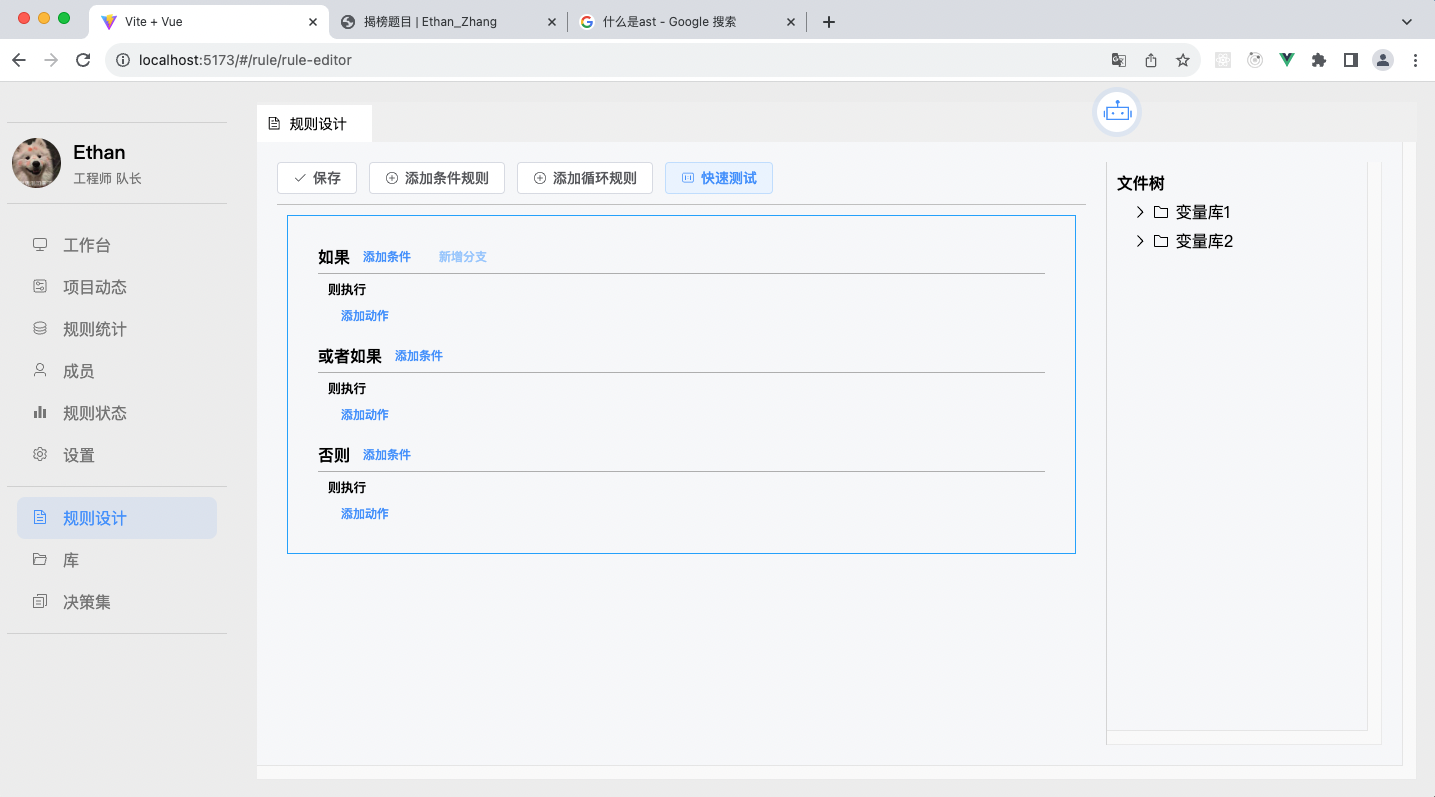 Vite + Vue
揭榜题目 | Ethan_Zhang
什么是ast - Google 搜索
localhost:5173/#/rule/rule-editor
Ethan
工程师 队长
工作台
项目动态
规则统计
成员
规则状态
设置
规则设计
库
决策集
规则设计
保存
添加条件规则
添加循环规则
快速测试
如果 添加条件 新增分支
则执行
添加动作
或者如果 添加条件
则执行
添加动作
否则 添加条件
则执行
添加动作
文件树
变量库1
变量库2